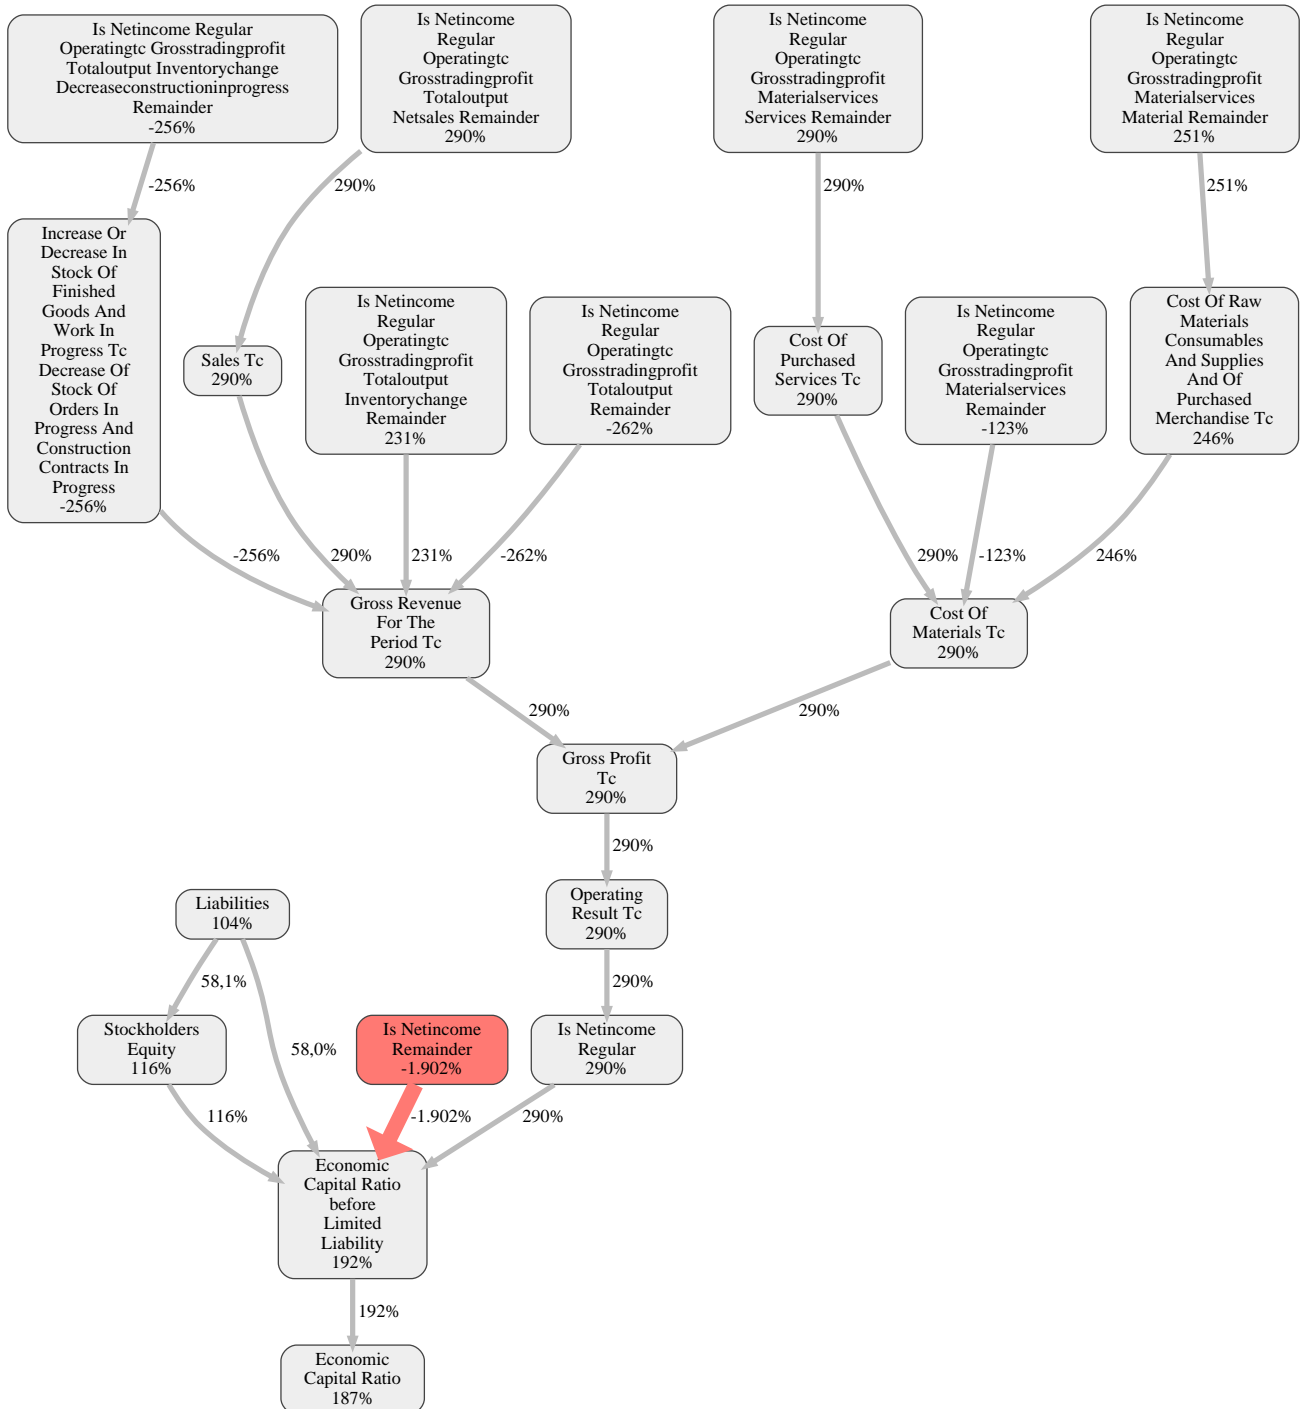 Is Netincome Regular
Operatingtc Grosstradingprofit
Totaloutput Inventorychange
Decreaseconstructioninprogress
Remainder
-256%
Is Netincome
Regular
Operatingtc
Grosstradingprofit
Totaloutput
Netsales Remainder
290%
Is Netincome
Regular
Operatingtc
Grosstradingprofit
Materialservices
Services Remainder
290%
Is Netincome
Regular
Operatingtc
Grosstradingprofit
Materialservices
Material Remainder
251%
-256%
290%
290%
251%
Increase Or
Decrease In
Stock Of
Finished
Goods And
Work In
Progress Tc
Decrease Of
Stock Of
Orders In
Progress And
Construction
Contracts In
Progress
-256%
Sales Tc
290%
Is Netincome
Regular
Operatingtc
Grosstradingprofit
Totaloutput
Inventorychange
Remainder
231%
Is Netincome
Regular
Operatingtc
Grosstradingprofit
Totaloutput
Remainder
-262%
Cost Of
Purchased
Services Tc
290%
Is Netincome
Regular
Operatingtc
Grosstradingprofit
Materialservices
Remainder
-123%
Cost Of Raw
Materials
Consumables
And Supplies
And Of
Purchased
Merchandise Tc
246%
-256%
290%
231%
-262%
290%
-123%
246%
Gross Revenue
For The
Period Tc
290%
Cost Of
Materials Tc
290%
290%
290%
Gross Profit
Tc
290%
290%
Liabilities
104%
Operating
Result Tc
290%
58,1%
290%
Stockholders
Equity
116%
58,0%
Is Netincome
Remainder
-1.902%
Is Netincome
Regular
290%
116%
-1.902%
290%
Economic
Capital Ratio
before
Limited
Liability
192%
192%
Economic
Capital Ratio
187%